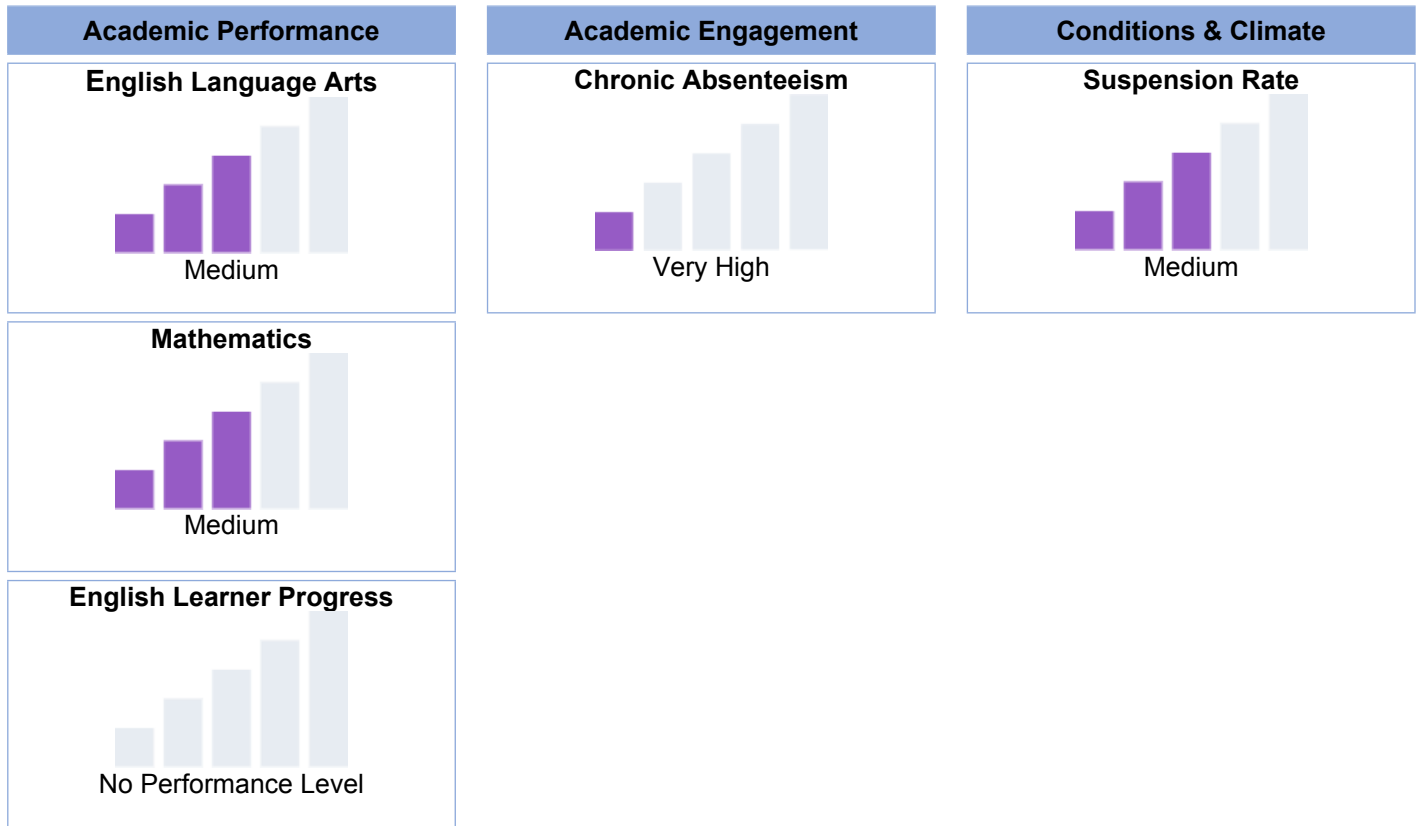 Academic Performance
Academic Engagement
Conditions & Climate
English Language Arts
Medium
Chronic Absenteeism
Very High
Suspension Rate
Medium
Mathematics
Medium
English Learner Progress
No Performance Level